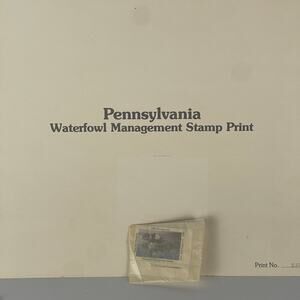 Pennsylvania
Waterfowl Management Stamp Print
Print No.